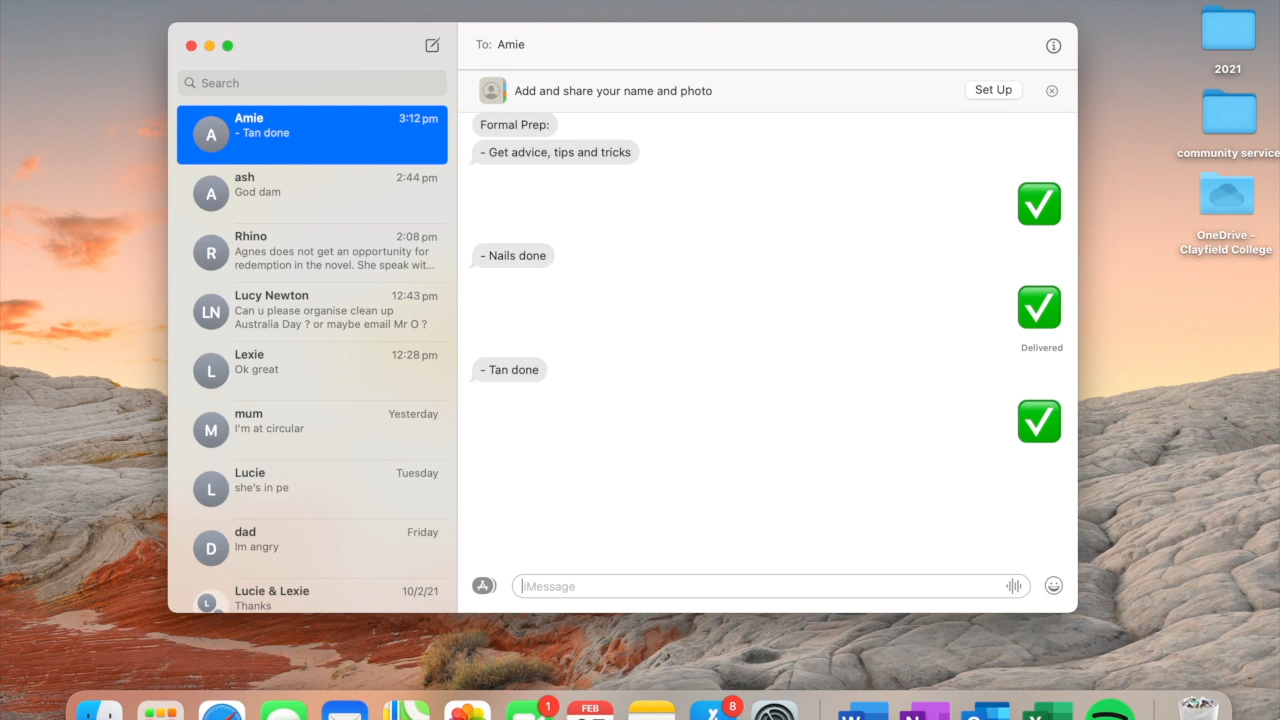 To: Amie
Search
Add and share your name and photo
Set Up
Amie
3:12 pm
- Tan done
A
ash
2:44 pm
God dam
A
Rhino
2:08 pm
Agnes does not get an opportunity for
redemption in the novel. She speak wit...
R
Lucy Newton
12:43 pm
Can u please organise clean up
Australia Day ? or maybe email Mr O ?
LN
Lexie
12:28 pm
Ok great
L
mum
Yesterday
I'm at circular
M
Lucie
Tuesday
she's in pe
L
dad
Friday
Im angry
D
Lucie & Lexie
10/2/21
Thanks
L
Formal Prep:
- Get advice, tips and tricks
- Nails done
Delivered
- Tan done
iMessage
2021
community service
OneDrive -
Clayfield College
1
FEB
8
W
N